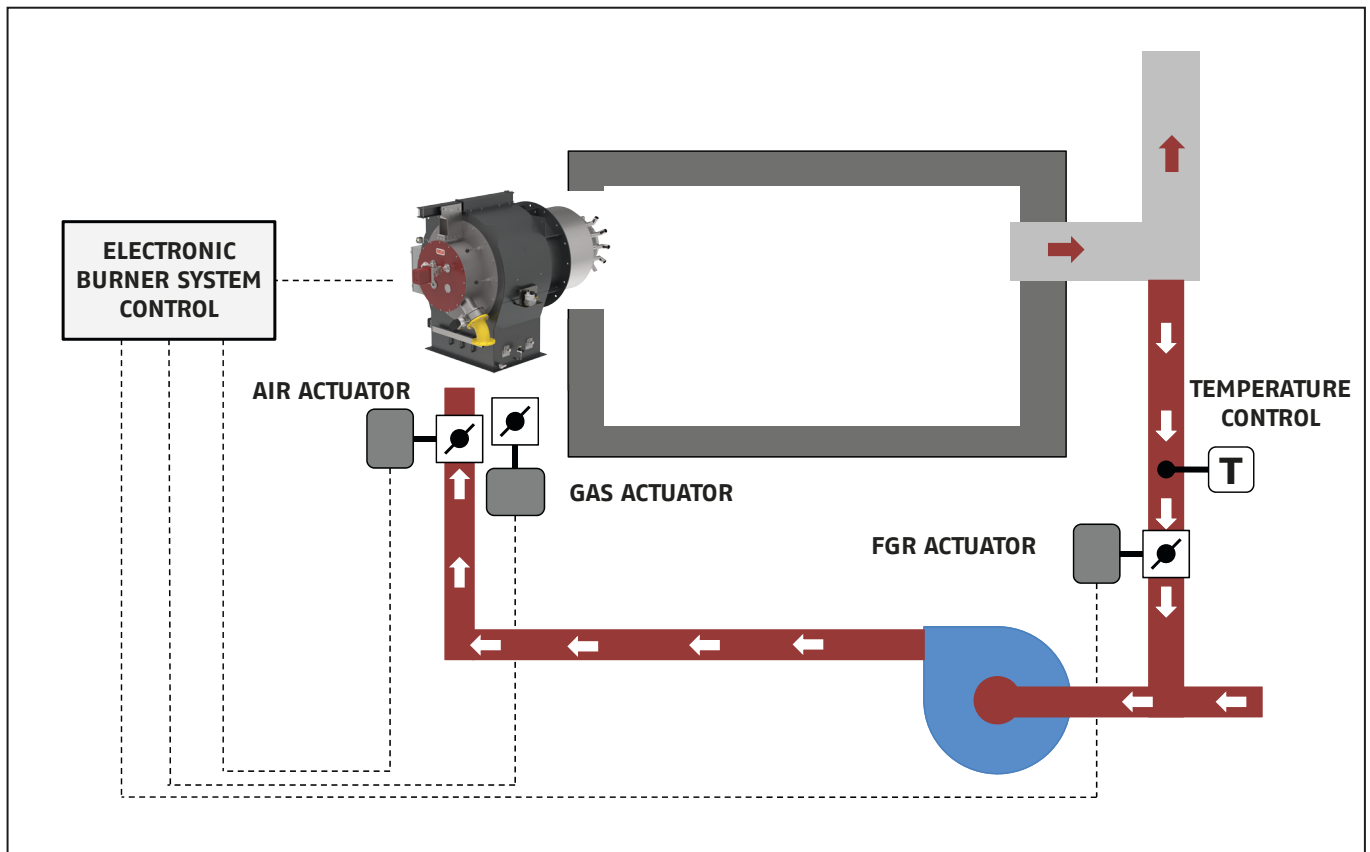 ELECTRONIC
BURNER SYSTEM
CONTROL
AIR ACTUATOR
GAS ACTUATOR
TEMPERATURE
CONTROL
T
FGR ACTUATOR